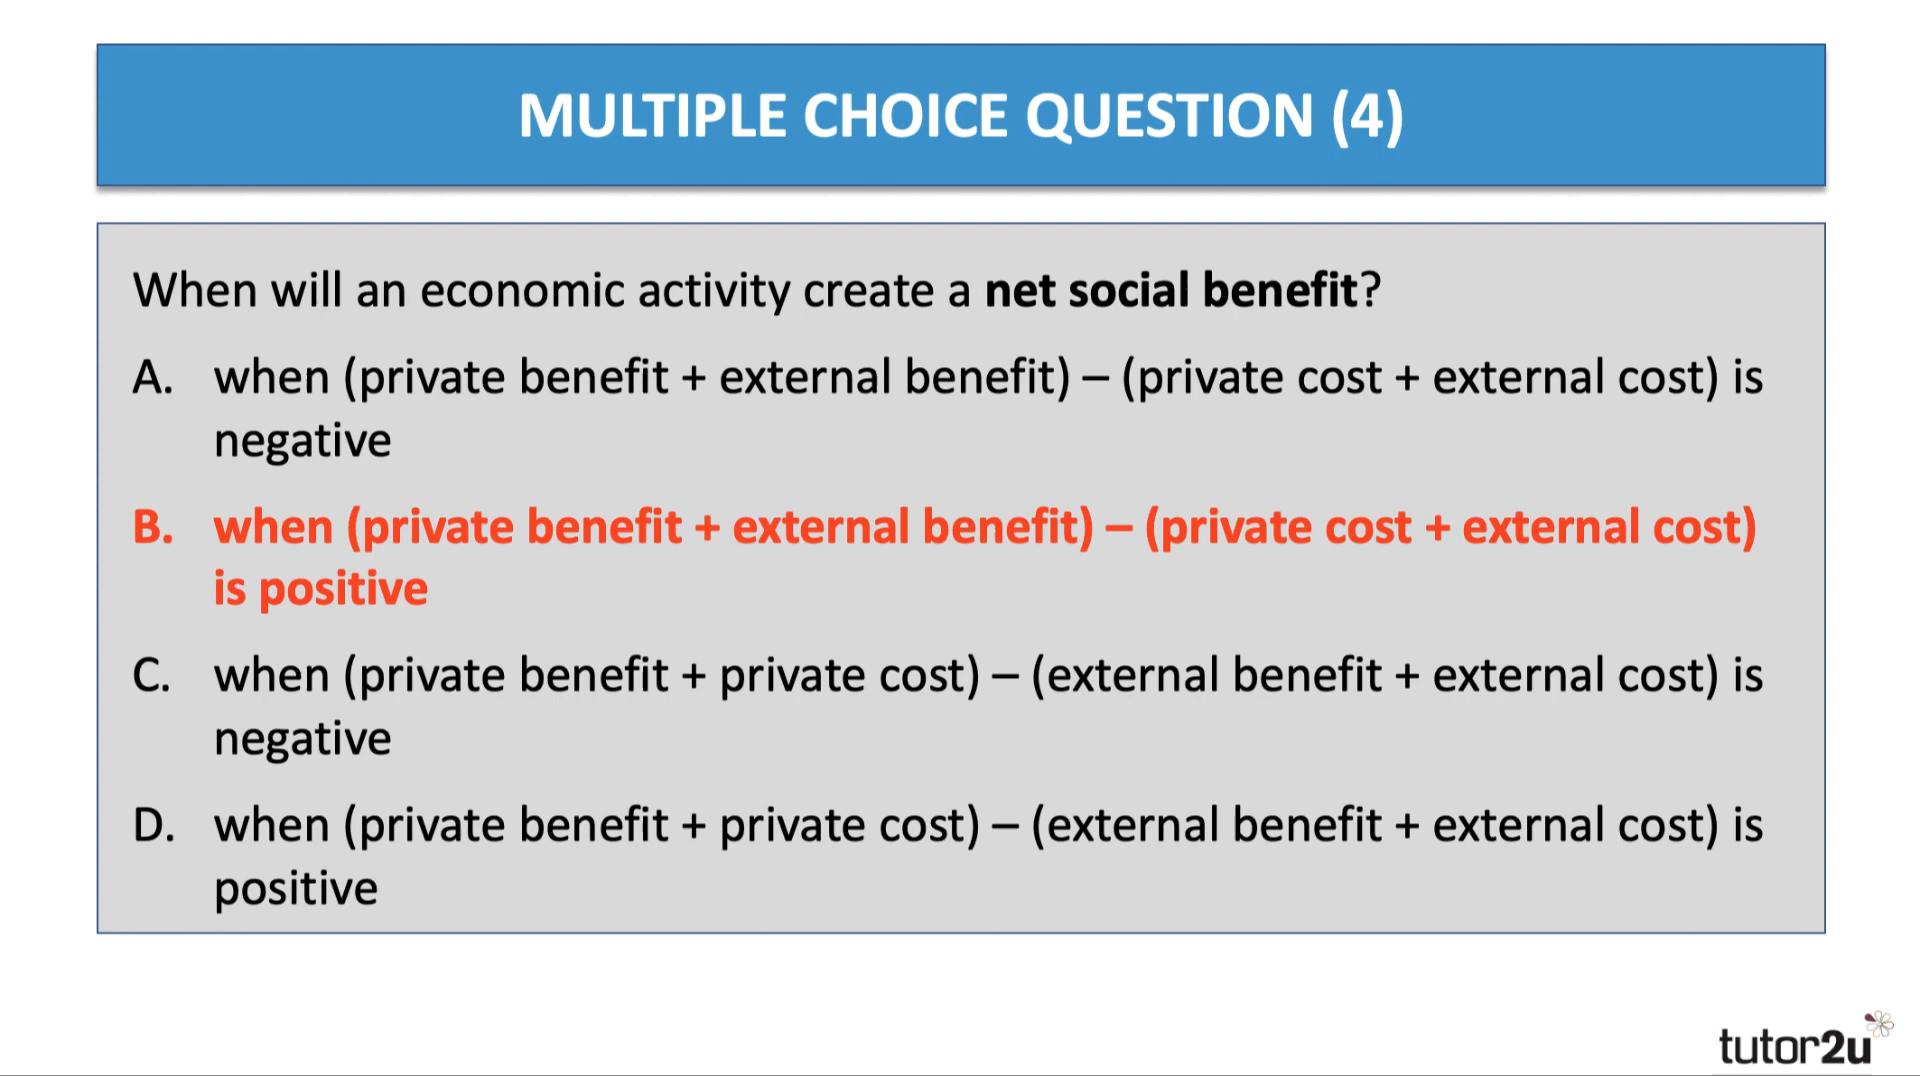 MULTIPLE CHOICE QUESTION (4)
When will an economic activity create a net social benefit?
A. when (private benefit + external benefit) – (private cost + external cost) is
negative
B. when (private benefit + external benefit) – (private cost + external cost)
is positive
C. when (private benefit + private cost) – (external benefit + external cost) is
negative
D. when (private benefit + private cost) – (external benefit + external cost) is
positive
tutor2u